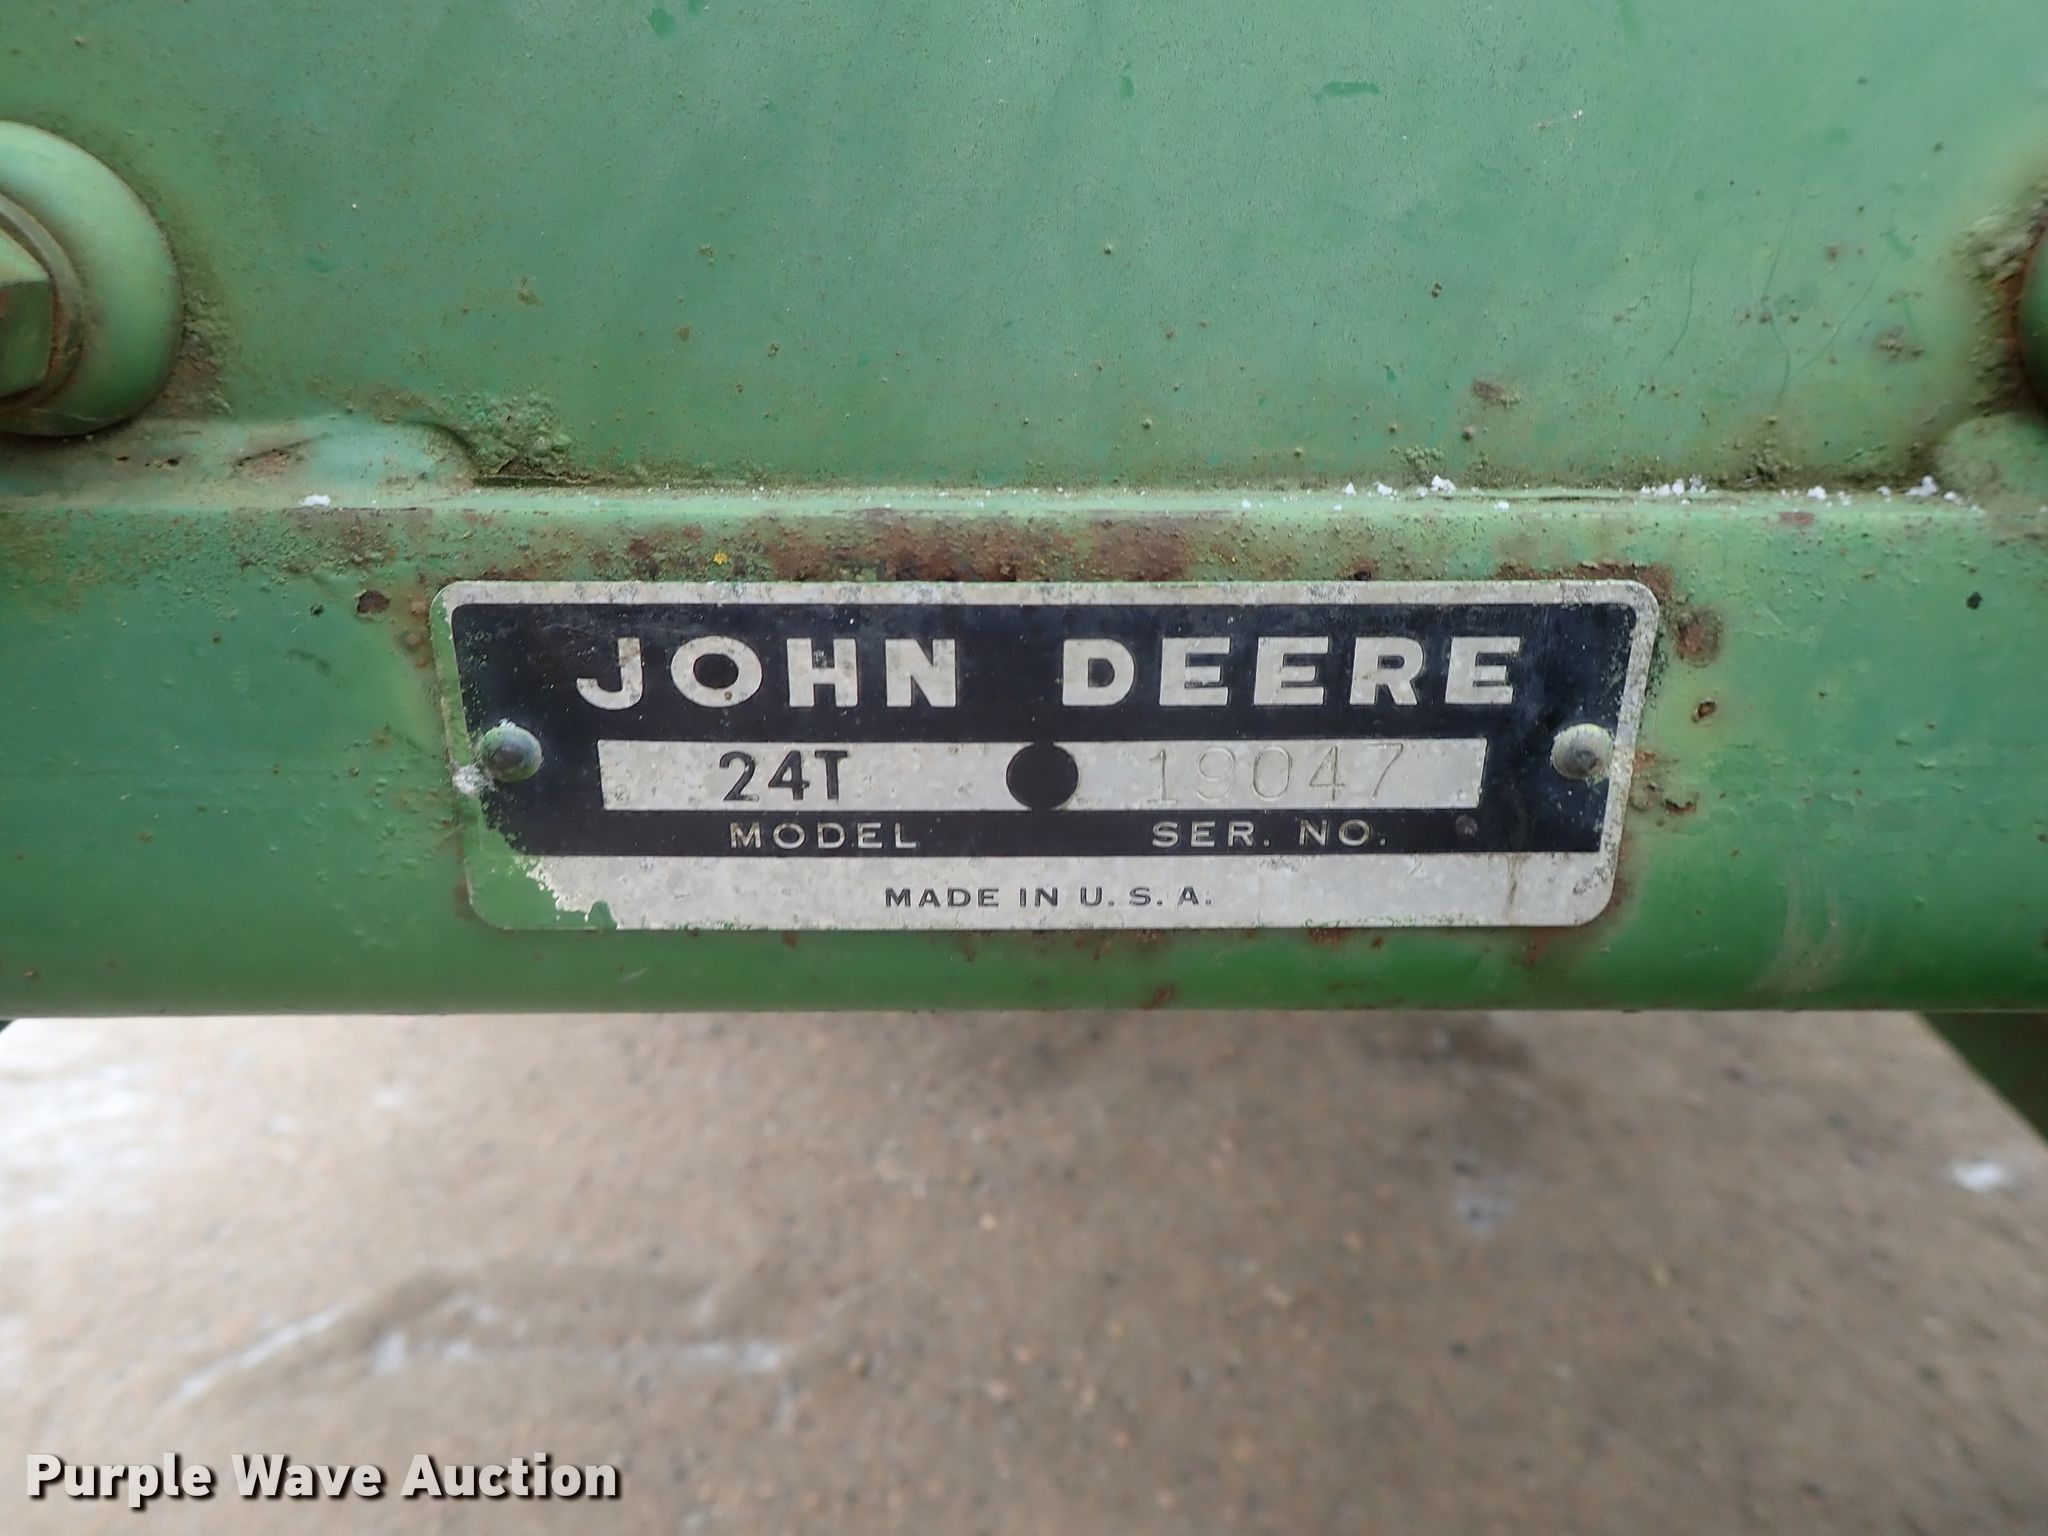 JOHN DEERE
24T 19047
MODEL SER. NO.
MADE IN U.S.A.
Purple Wave Auction